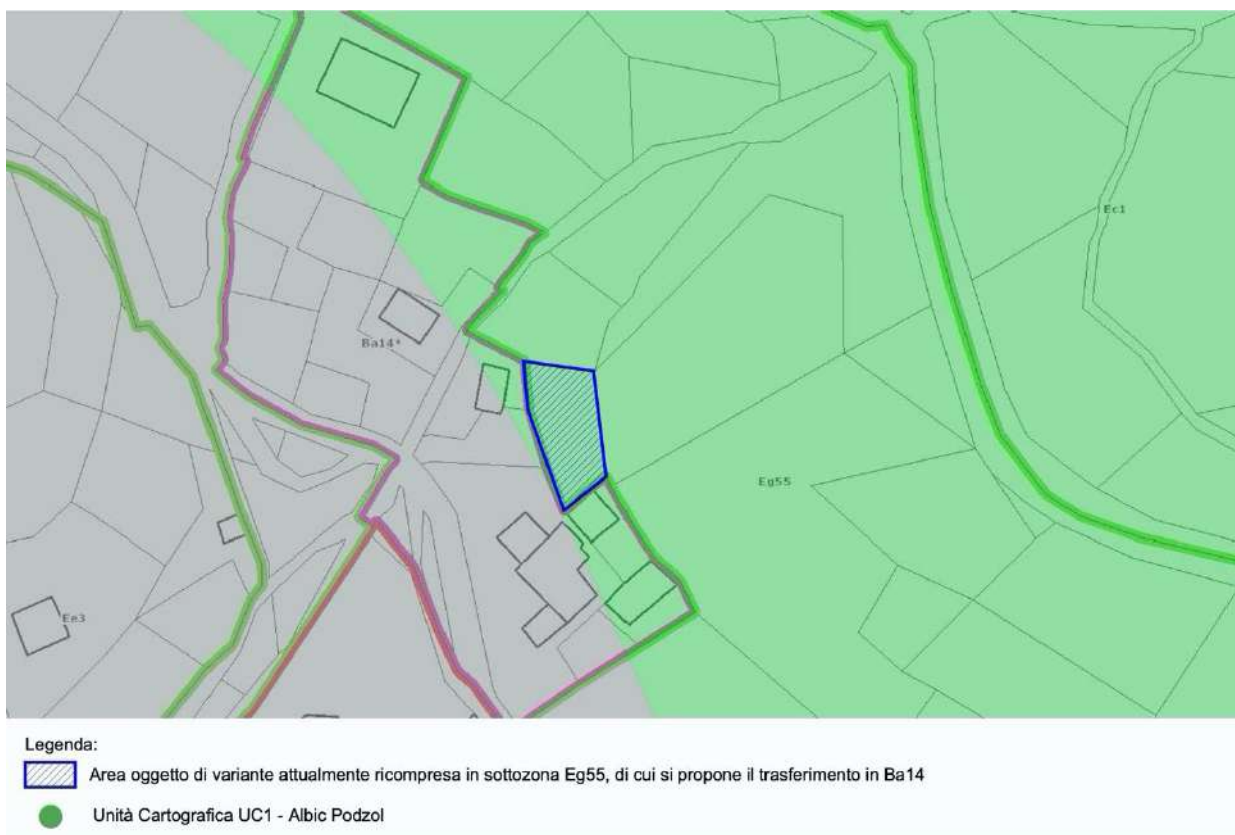 Ec1
Ba14*
Eg55
Ee3
Legenda:
Area oggetto di variante attualmente ricompresa in sottozona Eg55, di cui si propone il trasferimento in Ba14
Unità Cartografica UC1 - Albic Podzol